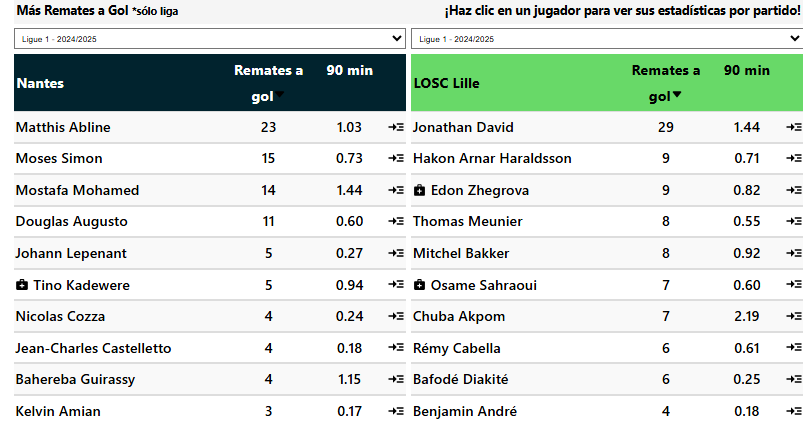 Más Remates a Gol *sólo liga
¡Haz clic en un jugador para ver sus estadísticas por partido!
Ligue 1 - 2024/2025
Ligue 1 - 2024/2025
Nantes Remates a gol 90 min
Matthis Abline 23 1.03
Moses Simon 15 0.73
Mostafa Mohamed 14 1.44
Douglas Augusto 11 0.60
Johann Lepenant 5 0.27
Tino Kadewere 5 0.94
Nicolas Cozza 4 0.24
Jean-Charles Castelletto 4 0.18
Bahereba Guirassy 4 1.15
Kelvin Amian 3 0.17
LOSC Lille Remates a gol 90 min
Jonathan David 29 1.44
Hakon Arnar Haraldsson 9 0.71
Edon Zhegrova 9 0.82
Thomas Meunier 8 0.55
Mitchel Bakker 8 0.92
Osame Sahraoui 7 0.60
Chuba Akpom 7 2.19
Rémy Cabella 6 0.61
Bafodé Diakité 6 0.25
Benjamin André 4 0.18